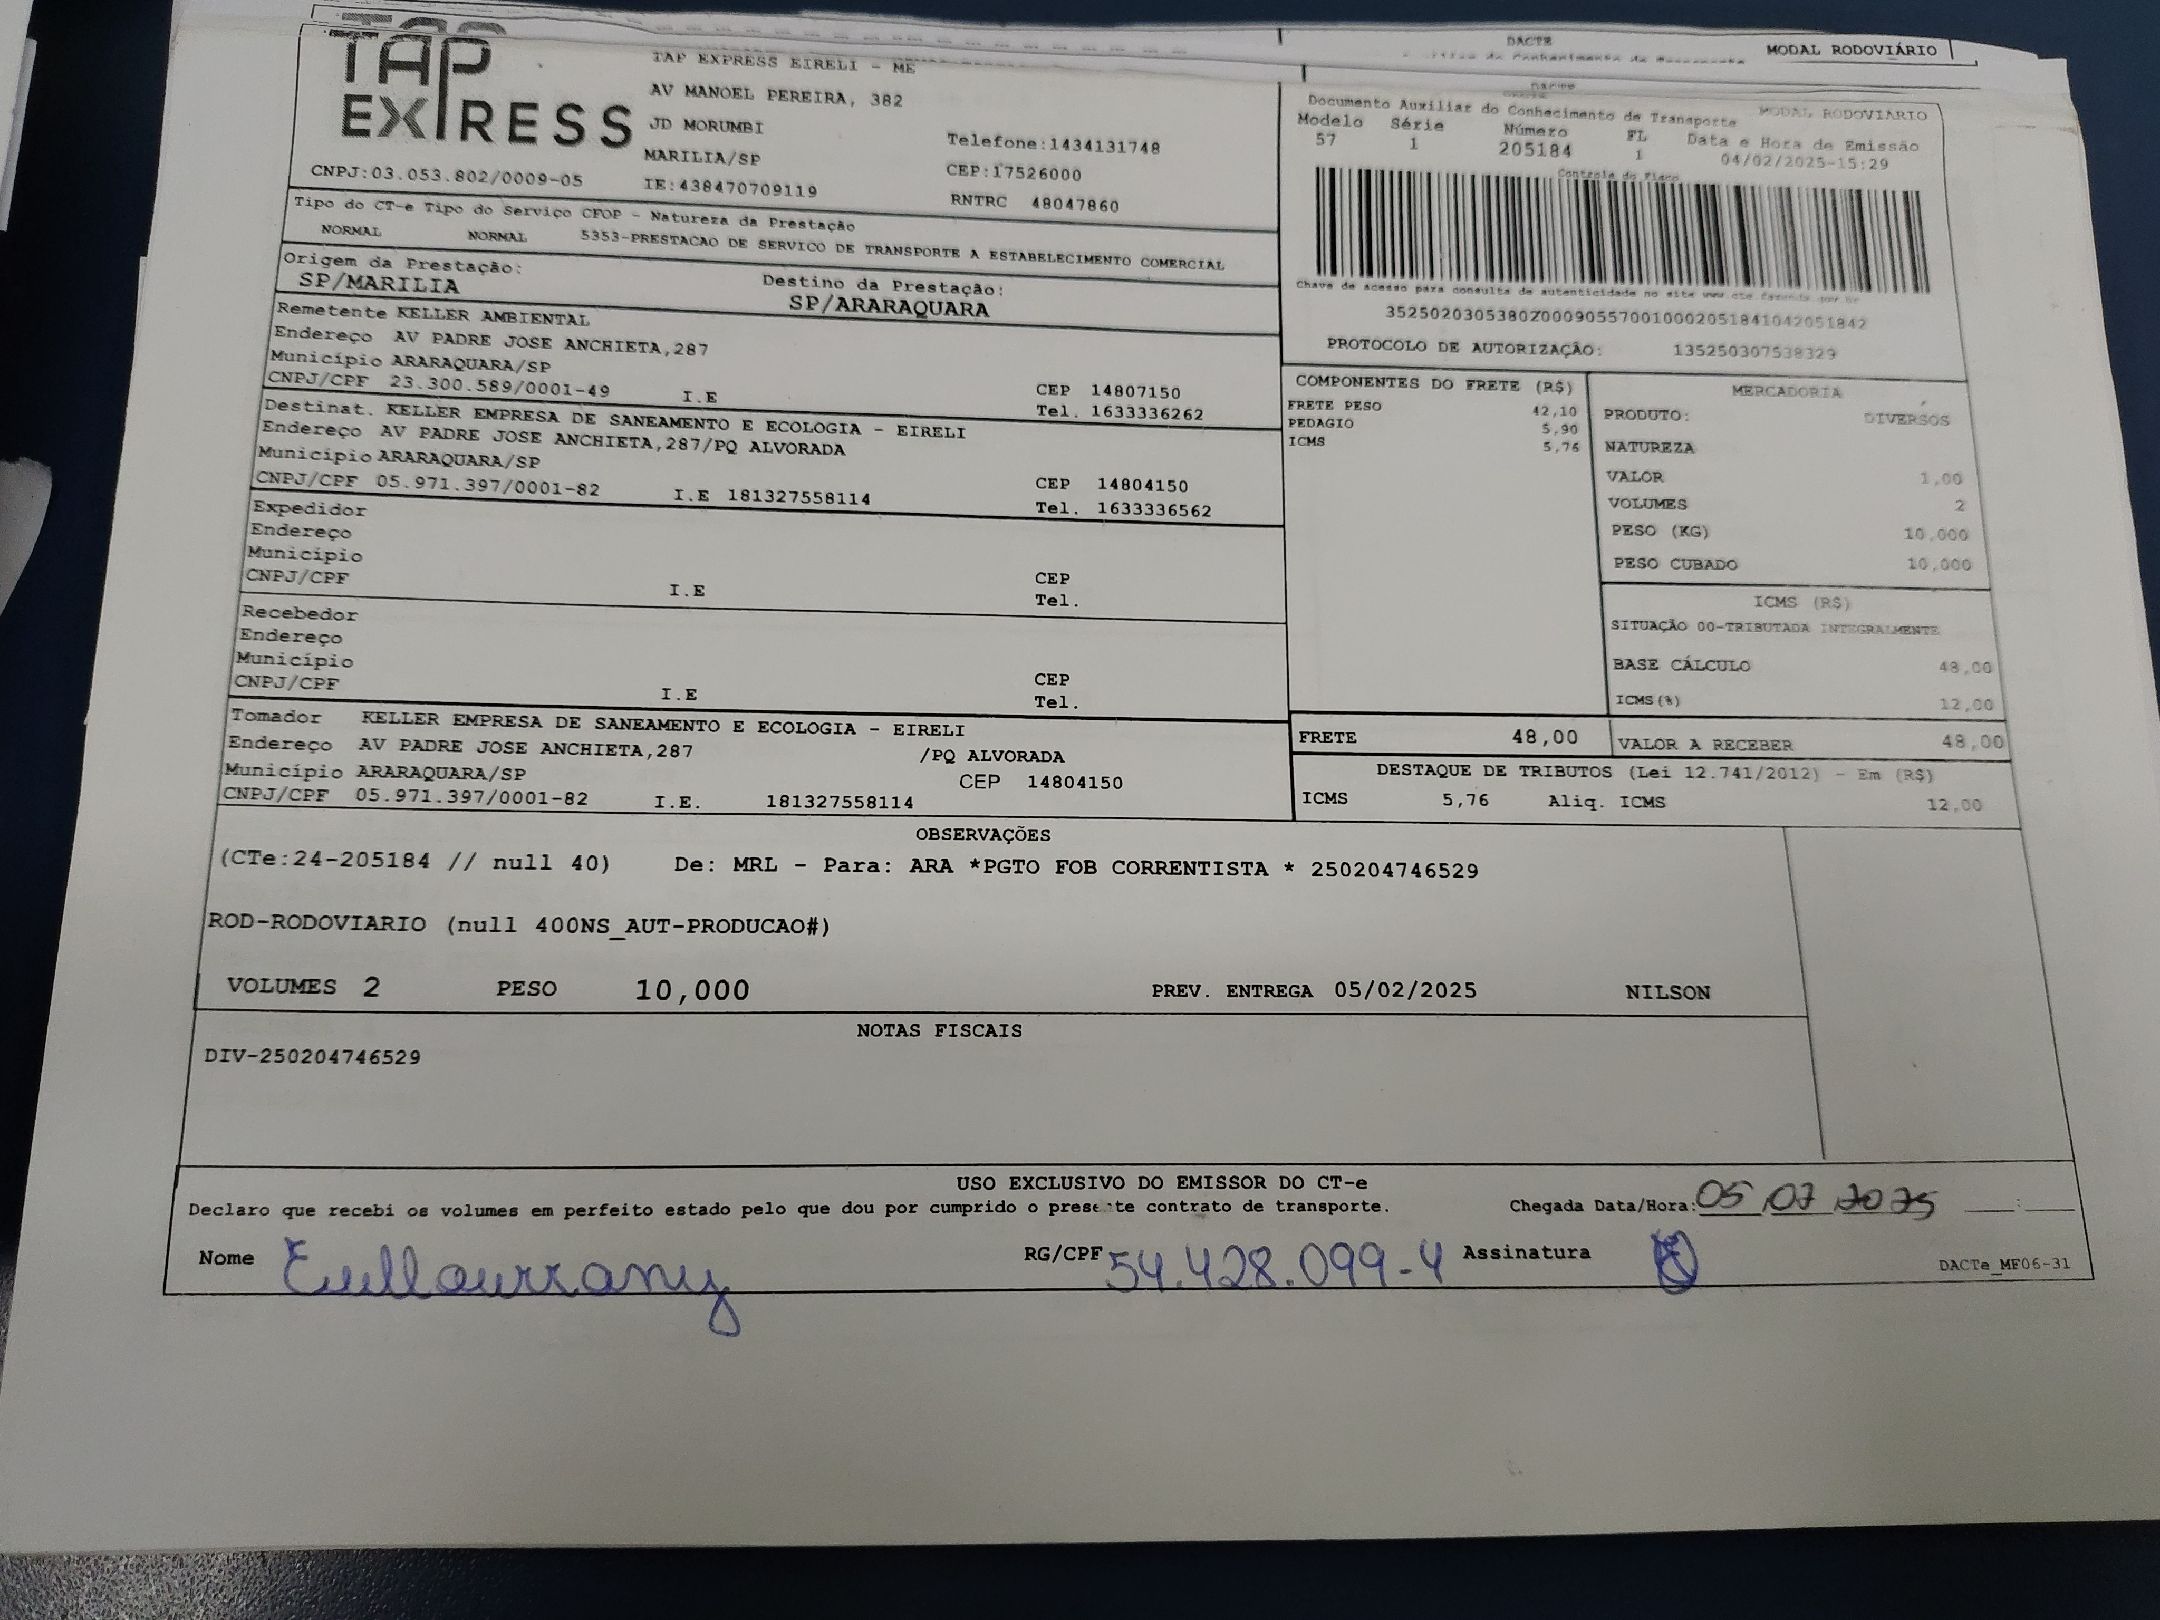 DACTE
MODAL RODOVIÁRIO
TAP
EXPRESS
TAP EXPRESS EIRELI - ME
AV MANOEL PEREIRA, 382
JD MORUMBI
MARILIA/SP
Telefone:1434131748
CEP:17526000
CNPJ:03.053.802/0009-05
IE:438470709119
RNTRC 48047860
MODAL RODOVIARIO
Documento Auxiliar do Conhecimento de Transporte
Modelo Série Número FL Data e Hora de Emissão
57 1 205184 1 04/02/2025-15:29
Controle do Fisco
Chave de acesso para consulta de autenticidade no site www.cte.fazenda.gov.br
35250203053802000905570010002051841042051842
PROTOCOLO DE AUTORIZAÇÃO: 135250307538329
Tipo do CT-e Tipo do Serviço CFOP - Natureza da Prestação
NORMAL NORMAL 5353-PRESTACAO DE SERVICO DE TRANSPORTE A ESTABELECIMENTO COMERCIAL
Origem da Prestação: Destino da Prestação:
SP/MARILIA SP/ARARAQUARA
Remetente KELLER AMBIENTAL
Endereço AV PADRE JOSE ANCHIETA,287
Município ARARAQUARA/SP CEP 14807150
CNPJ/CPF 23.300.589/0001-49 I.E Tel. 1633336262
Destinat. KELLER EMPRESA DE SANEAMENTO E ECOLOGIA - EIRELI
Endereço AV PADRE JOSE ANCHIETA,287/PQ ALVORADA
Município ARARAQUARA/SP CEP 14804150
CNPJ/CPF 05.971.397/0001-82 I.E 181327558114 Tel. 1633336562
Expedidor
Endereço
Município CEP
CNPJ/CPF I.E Tel.
Recebedor
Endereço
Município CEP
CNPJ/CPF I.E Tel.
Tomador KELLER EMPRESA DE SANEAMENTO E ECOLOGIA - EIRELI
Endereço AV PADRE JOSE ANCHIETA,287 /PQ ALVORADA
Município ARARAQUARA/SP CEP 14804150
CNPJ/CPF 05.971.397/0001-82 I.E. 181327558114
COMPONENTES DO FRETE (R$)
FRETE PESO 42,10
PEDAGIO 5,90
ICMS 5,76
MERCADORIA
PRODUTO: DIVERSOS
NATUREZA
VALOR 1,00
VOLUMES 2
PESO (KG) 10,000
PESO CUBADO 10,000
ICMS (R$)
SITUAÇÃO 00-TRIBUTADA INTEGRALMENTE
BASE CÁLCULO 48,00
ICMS(%) 12,00
FRETE 48,00 VALOR A RECEBER 48,00
DESTAQUE DE TRIBUTOS (Lei 12.741/2012) - Em (R$)
ICMS 5,76 Aliq. ICMS 12,00
OBSERVAÇÕES
(CTe:24-205184 // null 40) De: MRL - Para: ARA *PGTO FOB CORRENTISTA * 250204746529
ROD-RODOVIARIO (null 400NS_AUT-PRODUCAO#)
VOLUMES 2 PESO 10,000 PREV. ENTREGA 05/02/2025 NILSON
NOTAS FISCAIS
DIV-250204746529
USO EXCLUSIVO DO EMISSOR DO CT-e
Declaro que recebi os volumes em perfeito estado pelo que dou por cumprido o presente contrato de transporte.
Chegada Data/Hora: 05 02 2025 :
Nome RG/CPF 54.428.099-4 Assinatura
DACTe_MF06-31